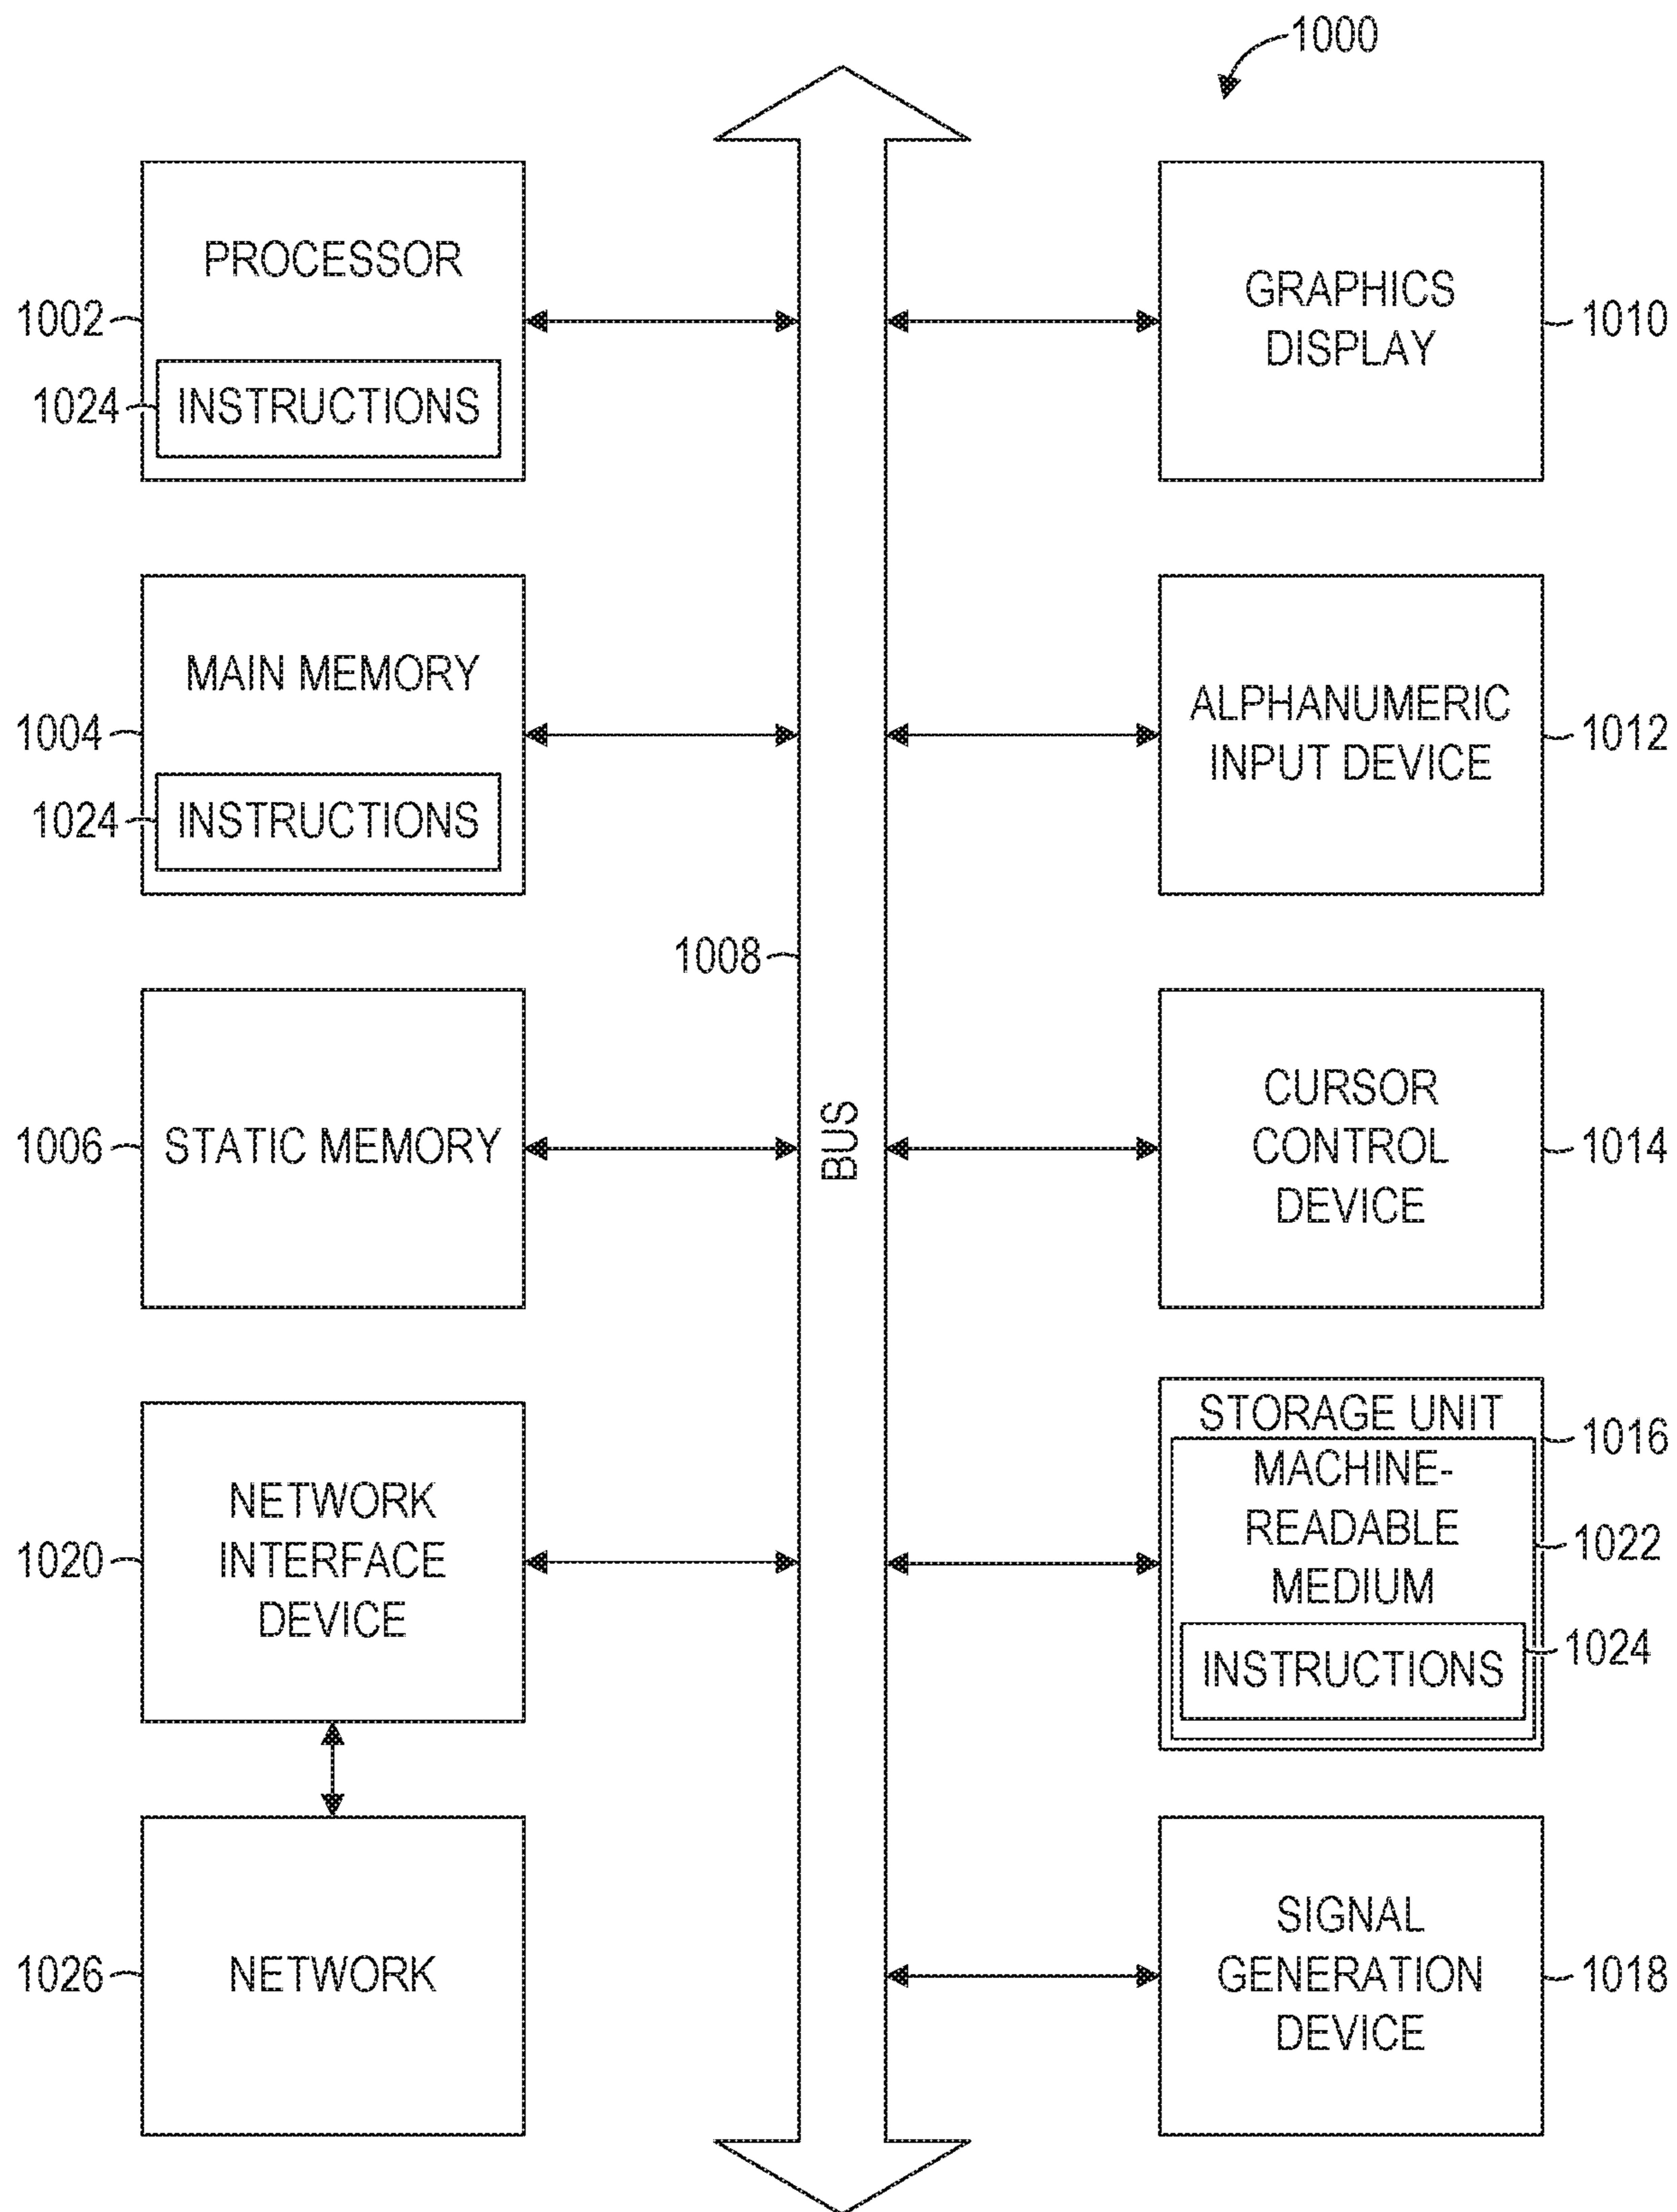 1000
PROCESSOR
1002
1024
INSTRUCTIONS
GRAPHICS
DISPLAY
1010
MAIN MEMORY
1004
1024
INSTRUCTIONS
ALPHANUMERIC
INPUT DEVICE
1012
1008
BUS
1006
STATIC MEMORY
CURSOR
CONTROL
DEVICE
1014
NETWORK
INTERFACE
DEVICE
1020
STORAGE UNIT
1016
MACHINE-
READABLE
MEDIUM
1022
INSTRUCTIONS
1024
1026
NETWORK
SIGNAL
GENERATION
DEVICE
1018